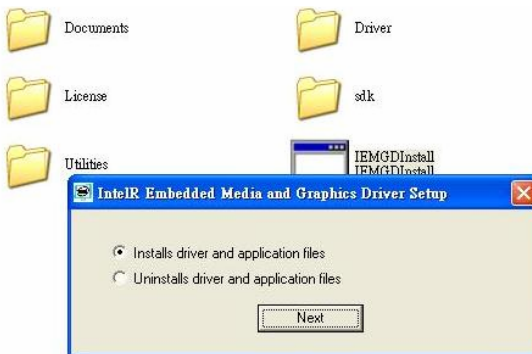 Documents
Driver
License
sdk
Utilities
IEMGDInstall
IEMGDInstall
IntelR Embedded Media and Graphics Driver Setup
Installs driver and application files
Uninstalls driver and application files
Next